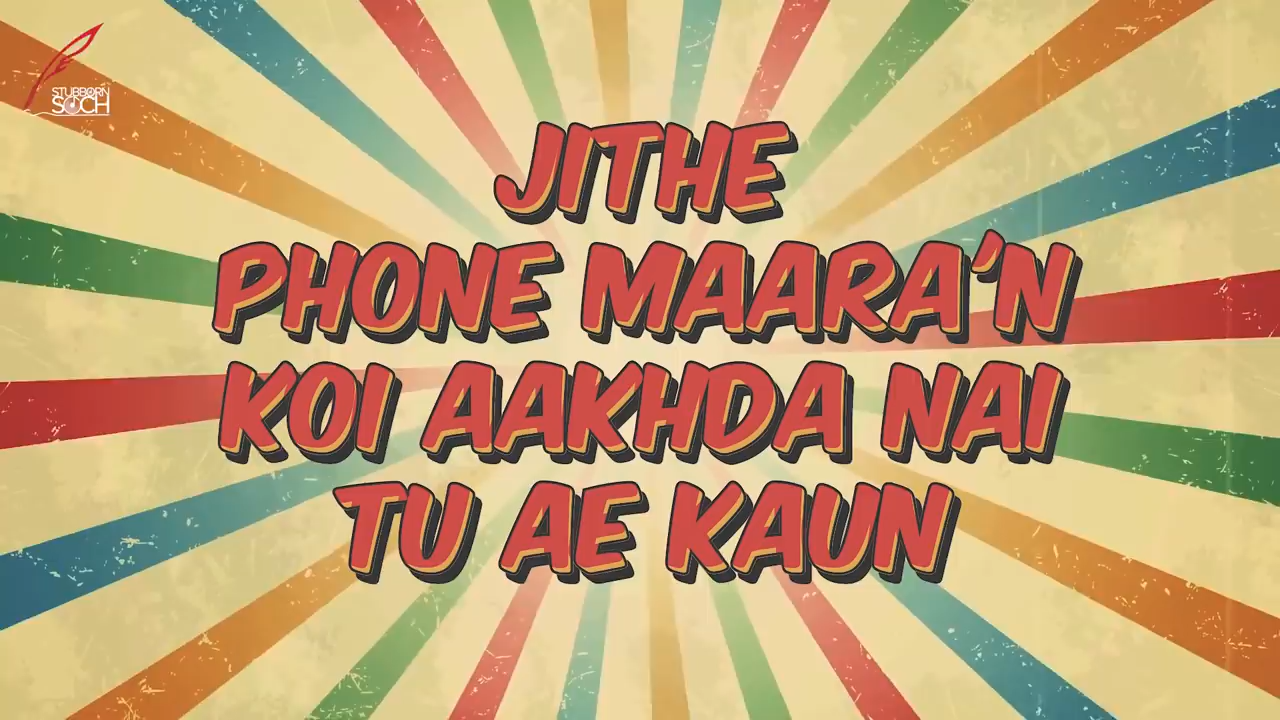 STUBBORN
SOCH
JITHE
PHONE MAARA'N
KOI AAKHDA NAI
TU AE KAUN